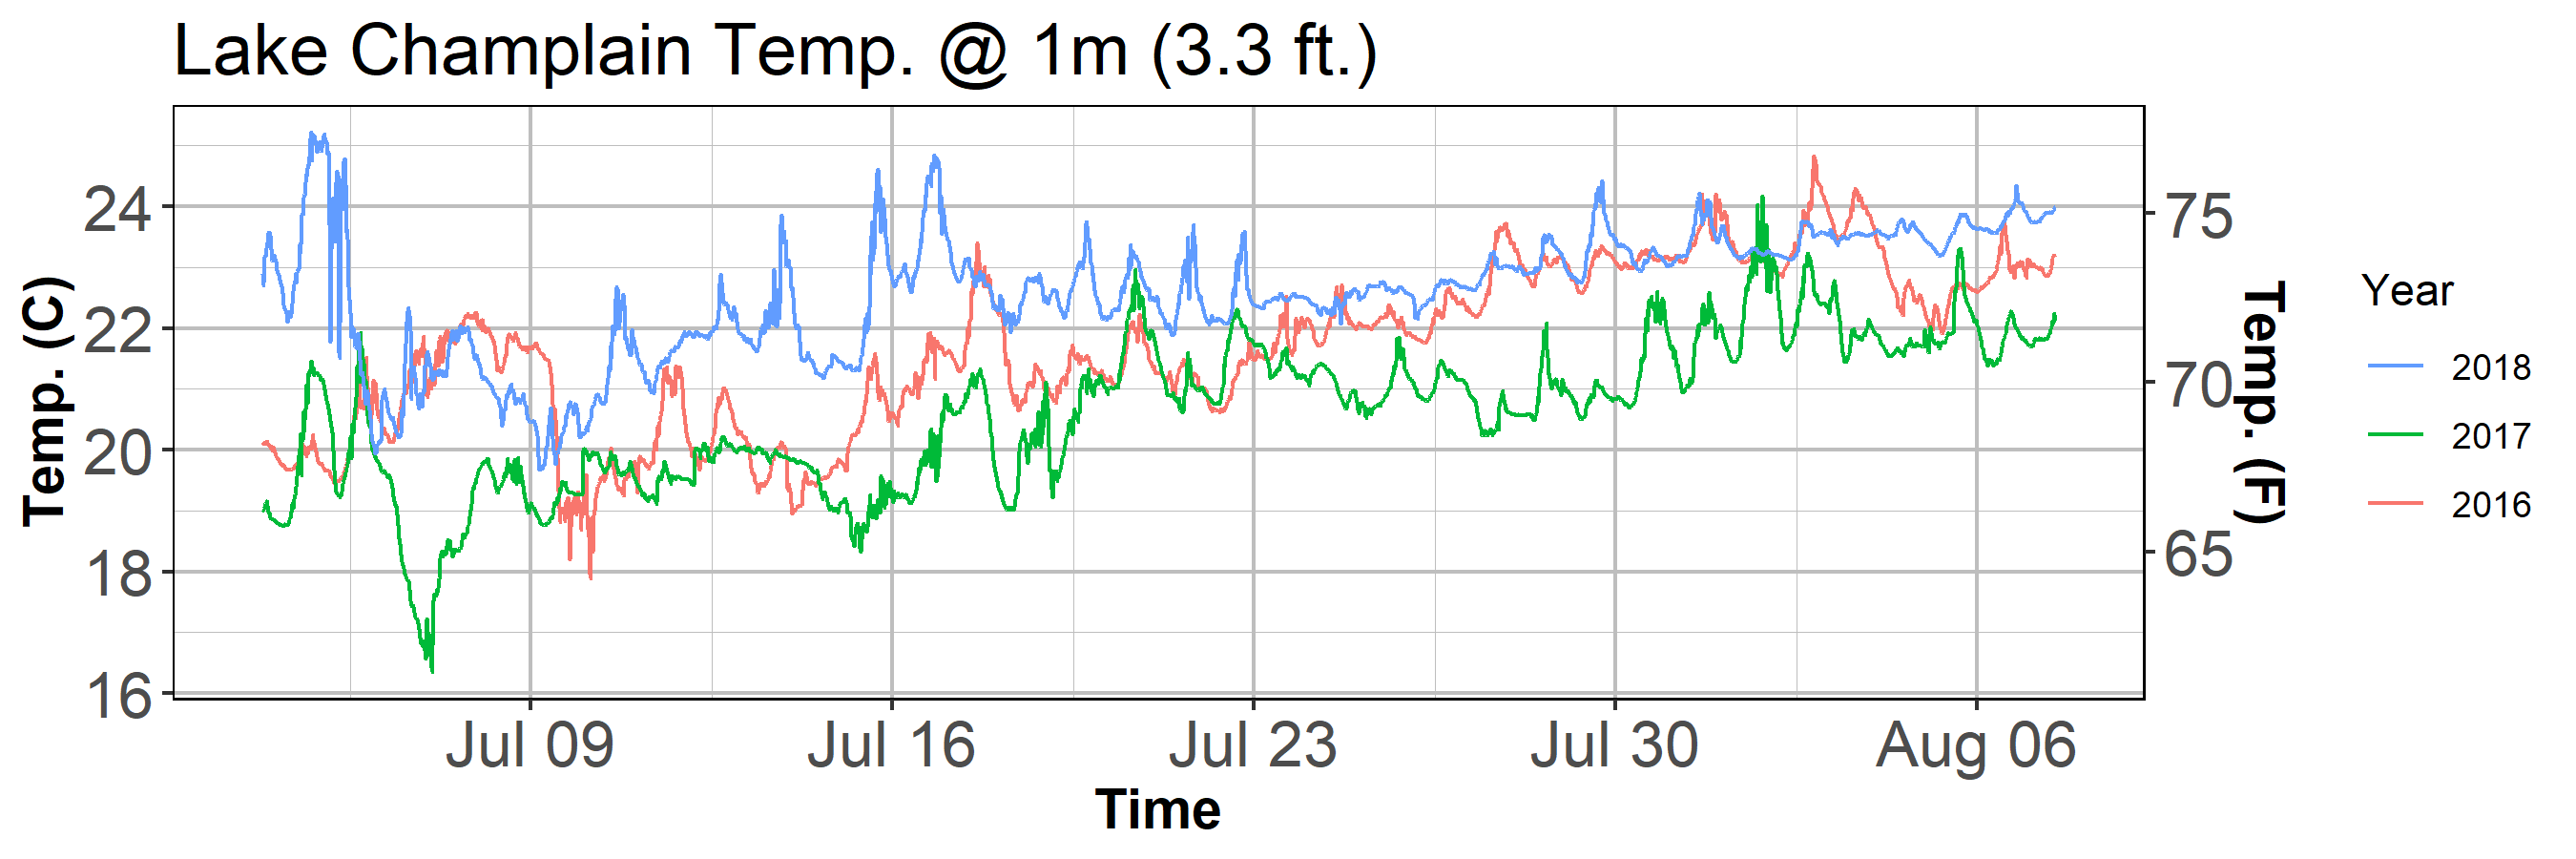 Lake Champlain Temp. @ 1m (3.3 ft.)
Temp. (C)
24
22
20
18
16
75
70
65
Temp. (F)
Jul 09
Jul 16
Jul 23
Jul 30
Aug 06
Time
Year
2018
2017
2016